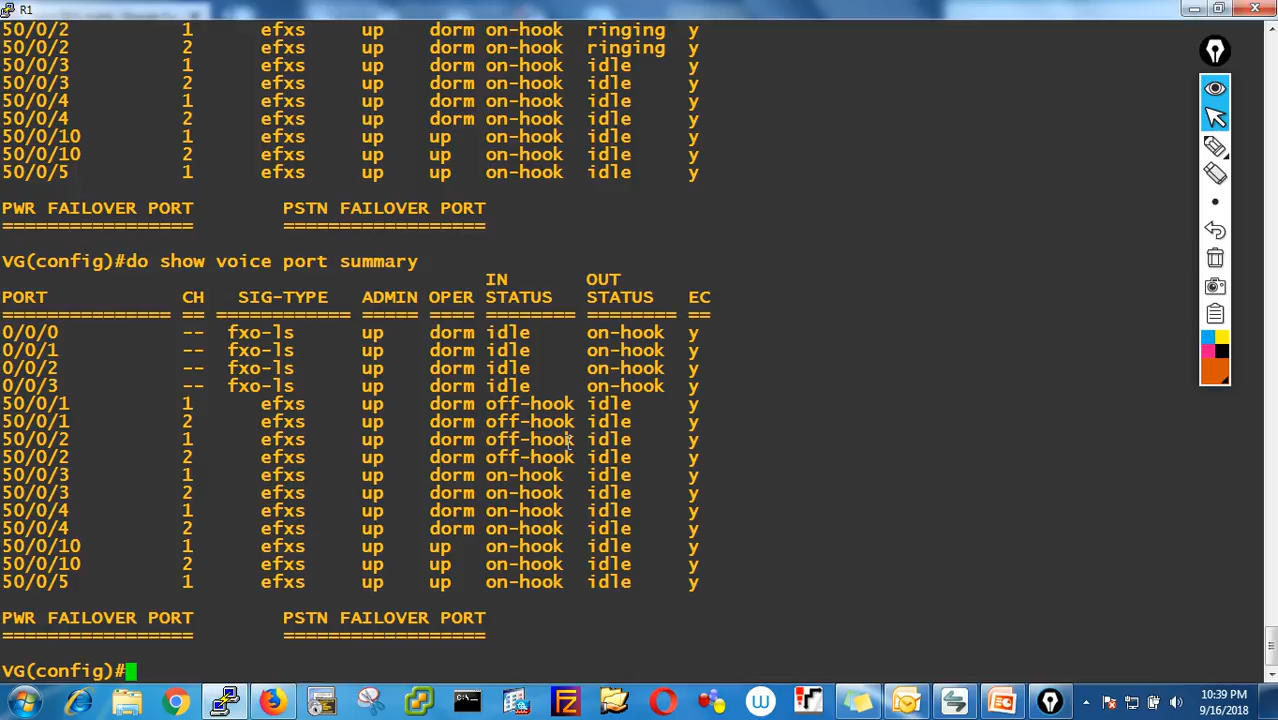 R1
50/0/2 1 efxs up dorm on-hook ringing y
50/0/2 2 efxs up dorm on-hook ringing y
50/0/3 1 efxs up dorm on-hook idle y
50/0/3 2 efxs up dorm on-hook idle y
50/0/4 1 efxs up dorm on-hook idle y
50/0/4 2 efxs up dorm on-hook idle y
50/0/10 1 efxs up up on-hook idle y
50/0/10 2 efxs up up on-hook idle y
50/0/5 1 efxs up up on-hook idle y
PWR FAILOVER PORT PSTN FAILOVER PORT
================= ==================
VG(config)#do show voice port summary
IN OUT
PORT CH SIG-TYPE ADMIN OPER STATUS STATUS EC
=============== == ============ ===== ==== ======== ======== ==
0/0/0 -- fxo-ls up dorm idle on-hook y
0/0/1 -- fxo-ls up dorm idle on-hook y
0/0/2 -- fxo-ls up dorm idle on-hook y
0/0/3 -- fxo-ls up dorm idle on-hook y
50/0/1 1 efxs up dorm off-hook idle y
50/0/1 2 efxs up dorm off-hook idle y
50/0/2 1 efxs up dorm off-hook idle y
50/0/2 2 efxs up dorm off-hook idle y
50/0/3 1 efxs up dorm on-hook idle y
50/0/3 2 efxs up dorm on-hook idle y
50/0/4 1 efxs up dorm on-hook idle y
50/0/4 2 efxs up dorm on-hook idle y
50/0/10 1 efxs up up on-hook idle y
50/0/10 2 efxs up up on-hook idle y
50/0/5 1 efxs up up on-hook idle y
PWR FAILOVER PORT PSTN FAILOVER PORT
================= ==================
VG(config)#
10:39 PM
9/16/2018